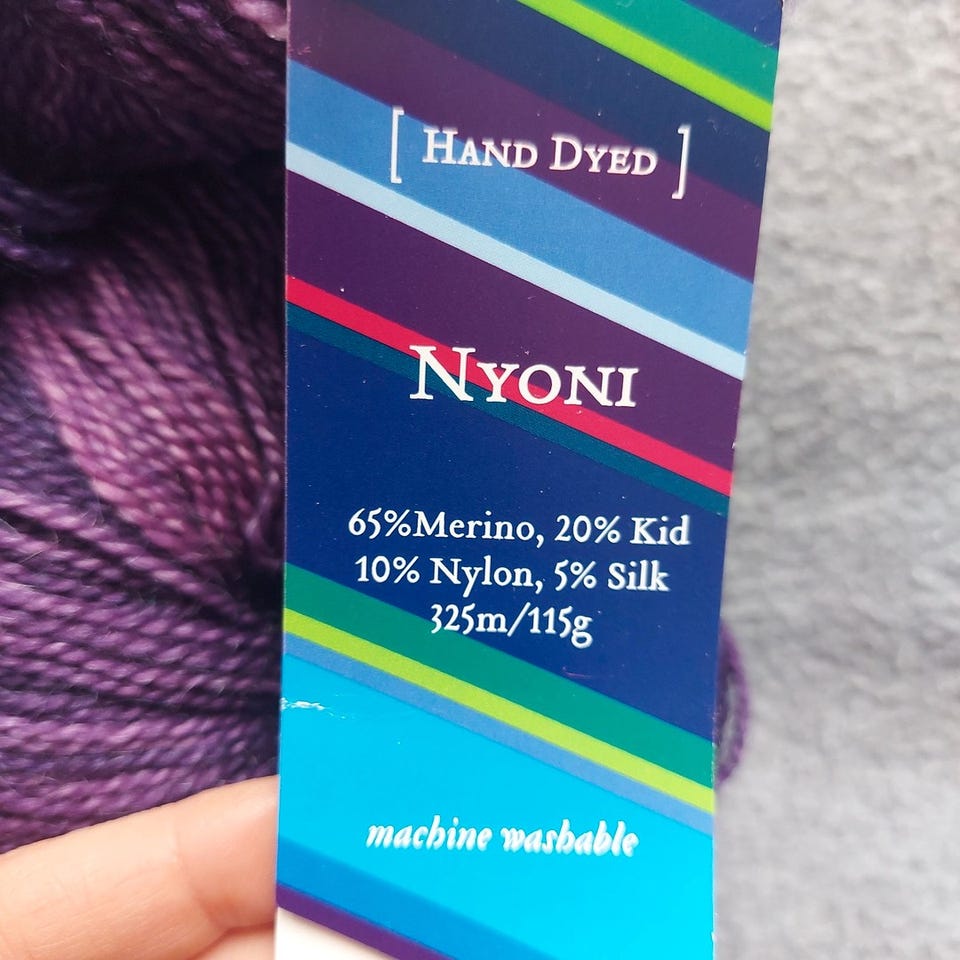 [ Hand Dyed ]
Nyoni
65%Merino, 20% Kid
10% Nylon, 5% Silk
325m/115g
machine washable